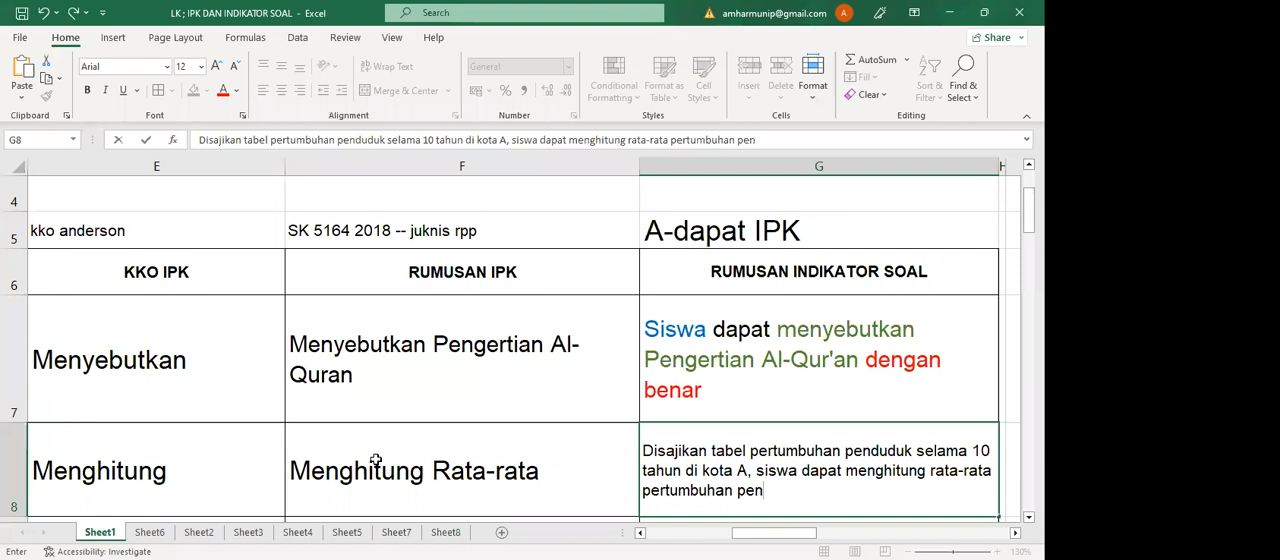 LK ; IPK DAN INDIKATOR SOAL - Excel
Search
amharmunip@gmail.com
A
File Home Insert Page Layout Formulas Data Review View Help
Share
Paste
Arial 12
A A
B I U
Wrap Text
Merge & Center
General
% 9
Conditional Formatting
Format as Table
Cell Styles
Insert
Delete
Format
AutoSum
Fill
Clear
Sort & Filter
Find & Select
Clipboard Font Alignment Number Styles Cells Editing
G8
fx
Disajikan tabel pertumbuhan penduduk selama 10 tahun di kota A, siswa dapat menghitung rata-rata pertumbuhan pen
E F G H
4
5 kko anderson SK 5164 2018 -- juknis rpp A-dapat IPK
6 KKO IPK RUMUSAN IPK RUMUSAN INDIKATOR SOAL
7 Menyebutkan
Menyebutkan Pengertian Al-
Quran
Siswa dapat menyebutkan
Pengertian Al-Qur'an dengan
benar
8 Menghitung
Menghitung Rata-rata
Disajikan tabel pertumbuhan penduduk selama 10
tahun di kota A, siswa dapat menghitung rata-rata
pertumbuhan pen
Sheet1 Sheet6 Sheet2 Sheet3 Sheet4 Sheet5 Sheet7 Sheet8
Enter Accessibility: Investigate
130%